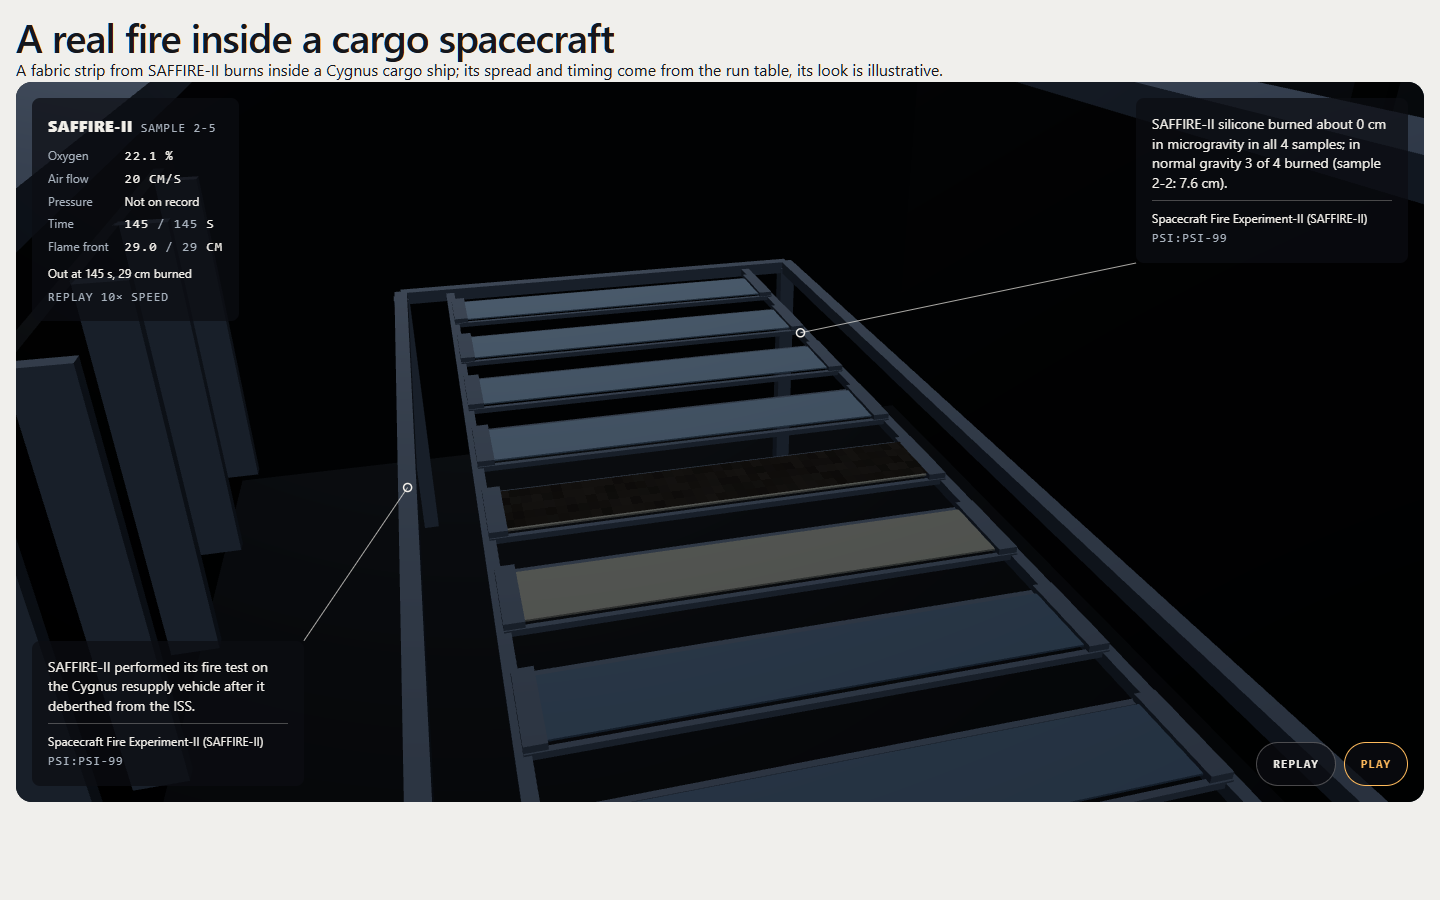 A real fire inside a cargo spacecraft
A fabric strip from SAFFIRE-II burns inside a Cygnus cargo ship; its spread and timing come from the run table, its look is illustrative.
SAFFIRE-II SAMPLE 2-5
Oxygen 22.1 %
Air flow 20 CM/S
Pressure Not on record
Time 145 / 145 S
Flame front 29.0 / 29 CM
Out at 145 s, 29 cm burned
REPLAY 10× SPEED
SAFFIRE-II silicone burned about 0 cm
in microgravity in all 4 samples; in
normal gravity 3 of 4 burned (sample
2-2: 7.6 cm).
Spacecraft Fire Experiment-II (SAFFIRE-II)
PSI:PSI-99
SAFFIRE-II performed its fire test on
the Cygnus resupply vehicle after it
deberthed from the ISS.
Spacecraft Fire Experiment-II (SAFFIRE-II)
PSI:PSI-99
REPLAY PLAY